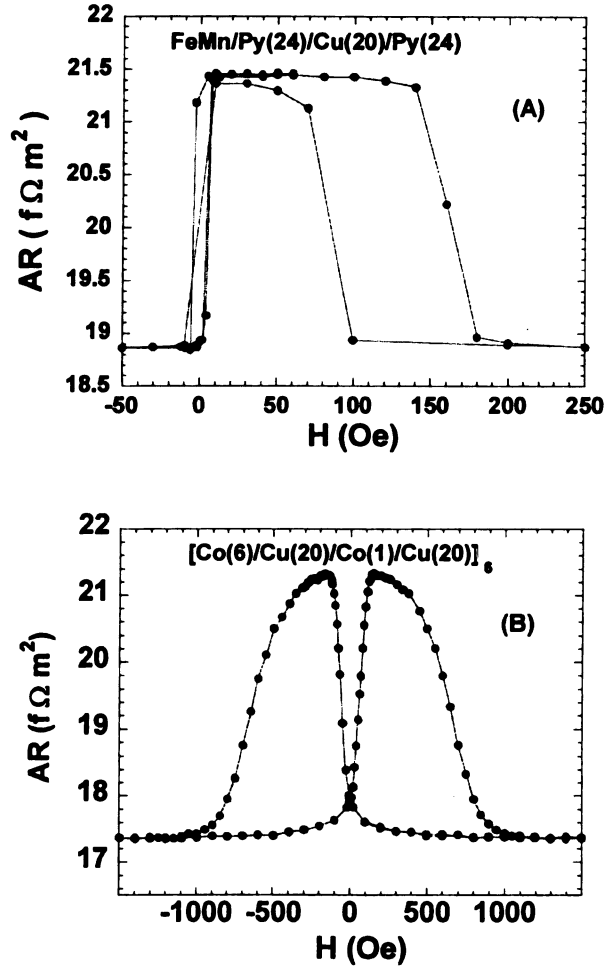 22
FeMn/Py(24)/Cu(20)/Py(24)
21.5
(A)
21
20.5
20
19.5
19
18.5
AR ( f Ω m²)
-50 0 50 100 150 200 250
H (Oe)
22
[Co(6)/Cu(20)/Co(1)/Cu(20)]₆
(B)
21
20
19
18
17
AR (f Ω m²)
-1000 -500 0 500 1000
H (Oe)